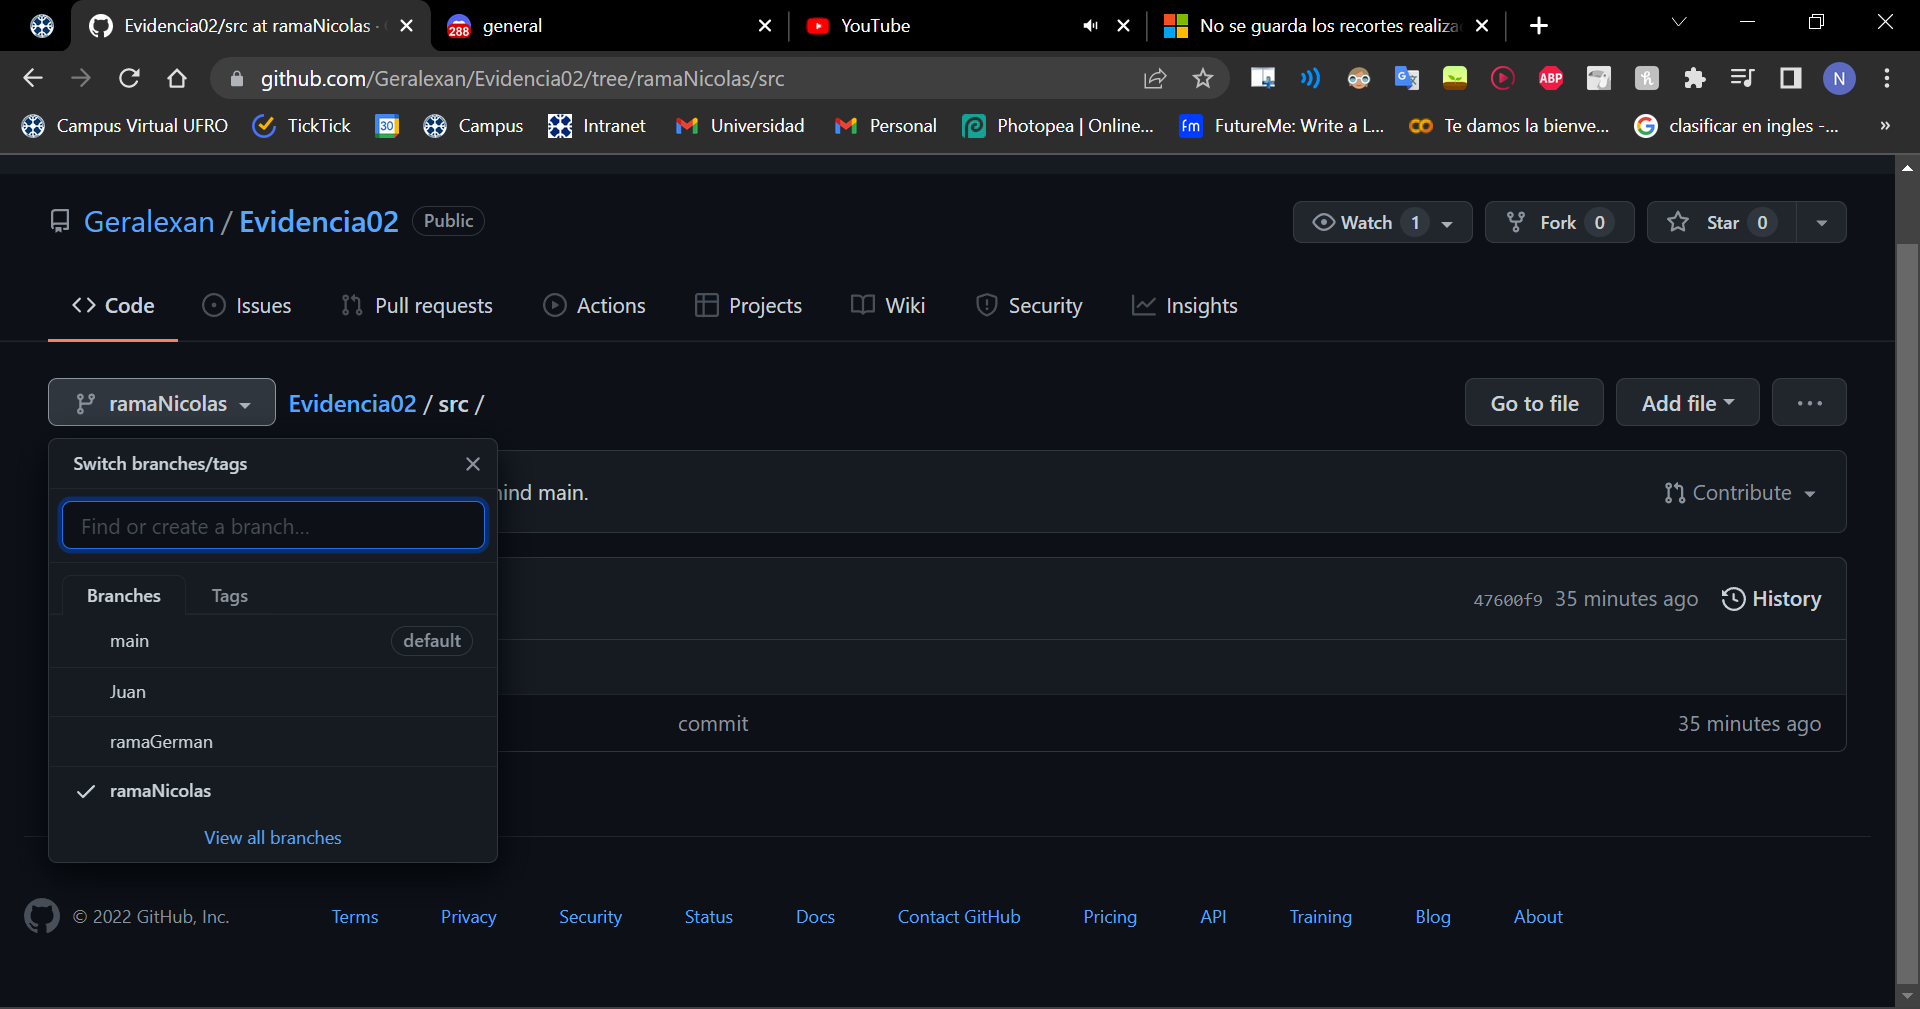 Evidencia02/src at ramaNicolas ·
288 general
YouTube
No se guarda los recortes realiza
github.com/Geralexan/Evidencia02/tree/ramaNicolas/src
ABP
h
N
Campus Virtual UFRO
TickTick
30
Campus
Intranet
Universidad
Personal
Photopea | Online...
fm FutureMe: Write a L...
Te damos la bienve...
clasificar en ingles -...
»
Geralexan / Evidencia02 Public
Watch 1
Fork 0
Star 0
Code
Issues
Pull requests
Actions
Projects
Wiki
Security
Insights
ramaNicolas
Evidencia02 / src /
Go to file
Add file
Switch branches/tags
ind main.
Contribute
Find or create a branch...
Branches Tags
47600f9 35 minutes ago History
main default
Juan
commit 35 minutes ago
ramaGerman
ramaNicolas
View all branches
© 2022 GitHub, Inc.
Terms
Privacy
Security
Status
Docs
Contact GitHub
Pricing
API
Training
Blog
About